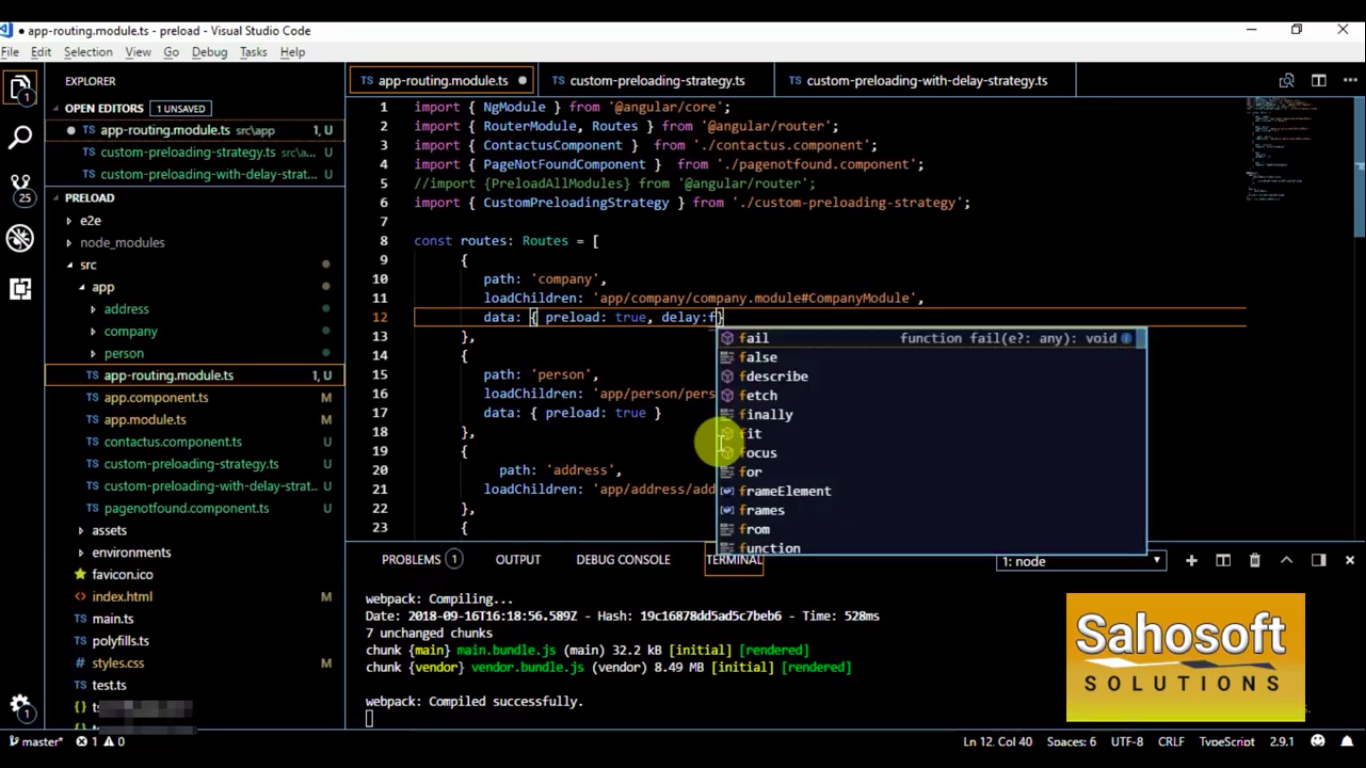 ● app-routing.module.ts - preload - Visual Studio Code
File Edit Selection View Go Debug Tasks Help
EXPLORER
OPEN EDITORS 1 UNSAVED
● TS app-routing.module.ts src\app 1, U
TS custom-preloading-strategy.ts src\a... U
TS custom-preloading-with-delay-strat... U
PRELOAD
e2e
node_modules
src
app
address
company
person
TS app-routing.module.ts 1, U
TS app.component.ts M
TS app.module.ts M
TS contactus.component.ts U
TS custom-preloading-strategy.ts U
TS custom-preloading-with-delay-strat... U
TS pagenotfound.component.ts U
assets
environments
favicon.ico
<> index.html M
TS main.ts
TS polyfills.ts
styles.css M
TS test.ts
1
25
1
TS app-routing.module.ts ● TS custom-preloading-strategy.ts TS custom-preloading-with-delay-strategy.ts
1 import { NgModule } from '@angular/core';
2 import { RouterModule, Routes } from '@angular/router';
3 import { ContactusComponent } from './contactus.component';
4 import { PageNotFoundComponent } from './pagenotfound.component';
5 //import {PreloadAllModules} from '@angular/router';
6 import { CustomPreloadingStrategy } from './custom-preloading-strategy';
7
8 const routes: Routes = [
9 {
10 path: 'company',
11 loadChildren: 'app/company/company.module#CompanyModule',
12 data: { preload: true, delay:f}
13 },
14 {
15 path: 'person',
16 loadChildren: 'app/person/pers
17 data: { preload: true }
18 },
19 {
20 path: 'address',
21 loadChildren: 'app/address/add
22 },
23 {
fail function fail(e?: any): void
false
fdescribe
fetch
finally
fit
focus
for
frameElement
frames
from
function
PROBLEMS 1 OUTPUT DEBUG CONSOLE TERMINAL 1: node
webpack: Compiling...
Date: 2018-09-16T16:18:56.589Z - Hash: 19c16878dd5ad5c7beb6 - Time: 528ms
7 unchanged chunks
chunk {main} main.bundle.js (main) 32.2 kB [initial] [rendered]
chunk {vendor} vendor.bundle.js (vendor) 8.49 MB [initial] [rendered]
webpack: Compiled successfully.
Sahosoft
SOLUTIONS
master* 1 0 Ln 12, Col 40 Spaces: 6 UTF-8 CRLF TypeScript 2.9.1